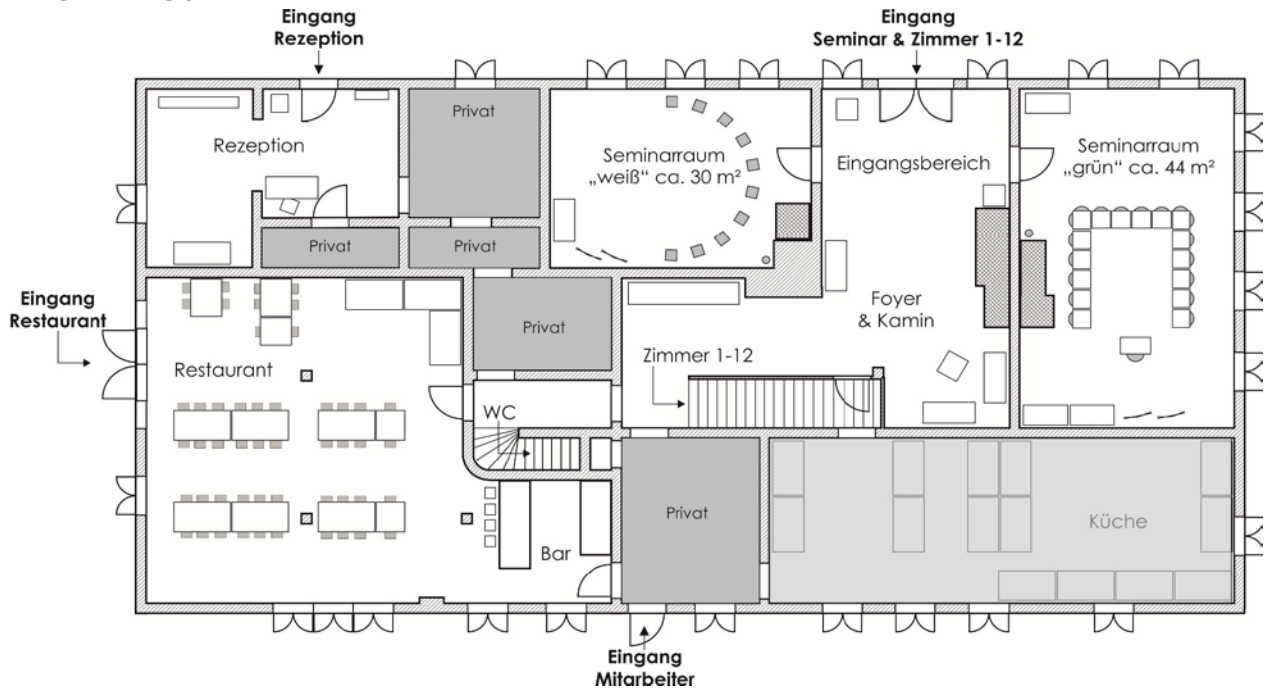 Eingang
Rezeption
Eingang
Seminar & Zimmer 1-12
Privat
Rezeption
Seminarraum
„weiß“ ca. 30 m²
Eingangsbereich
Seminarraum
„grün“ ca. 44 m²
Privat
Privat
Eingang
Restaurant
Privat
Foyer
& Kamin
Restaurant
Zimmer 1-12
WC
Privat
Küche
Bar
Eingang
Mitarbeiter